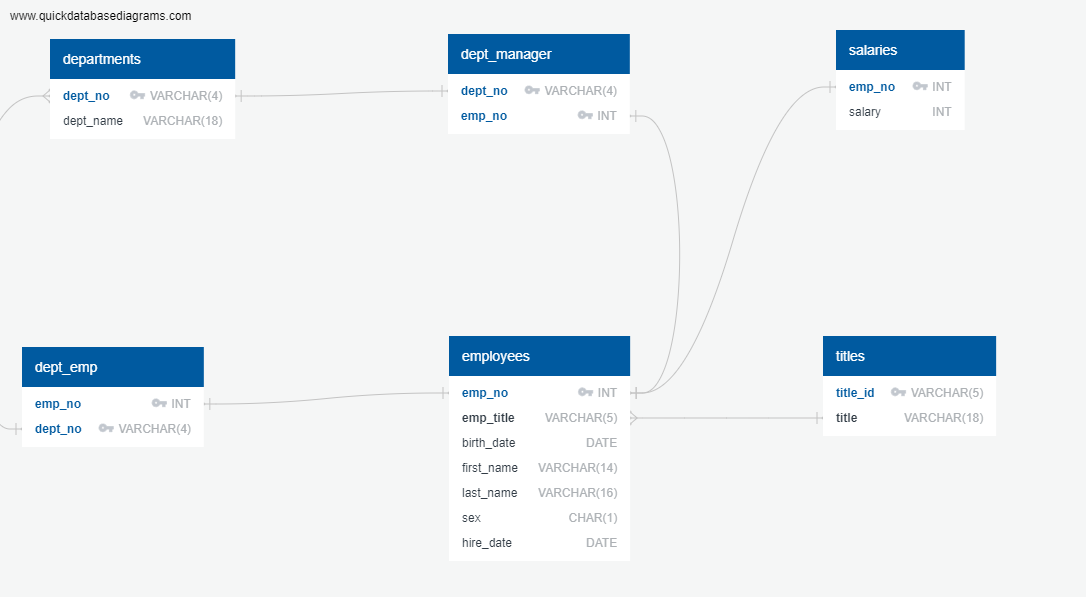 www.quickdatabasediagrams.com
departments
dept_no VARCHAR(4)
dept_name VARCHAR(18)
dept_manager
dept_no VARCHAR(4)
emp_no INT
salaries
emp_no INT
salary INT
dept_emp
emp_no INT
dept_no VARCHAR(4)
employees
emp_no INT
emp_title VARCHAR(5)
birth_date DATE
first_name VARCHAR(14)
last_name VARCHAR(16)
sex CHAR(1)
hire_date DATE
titles
title_id VARCHAR(5)
title VARCHAR(18)